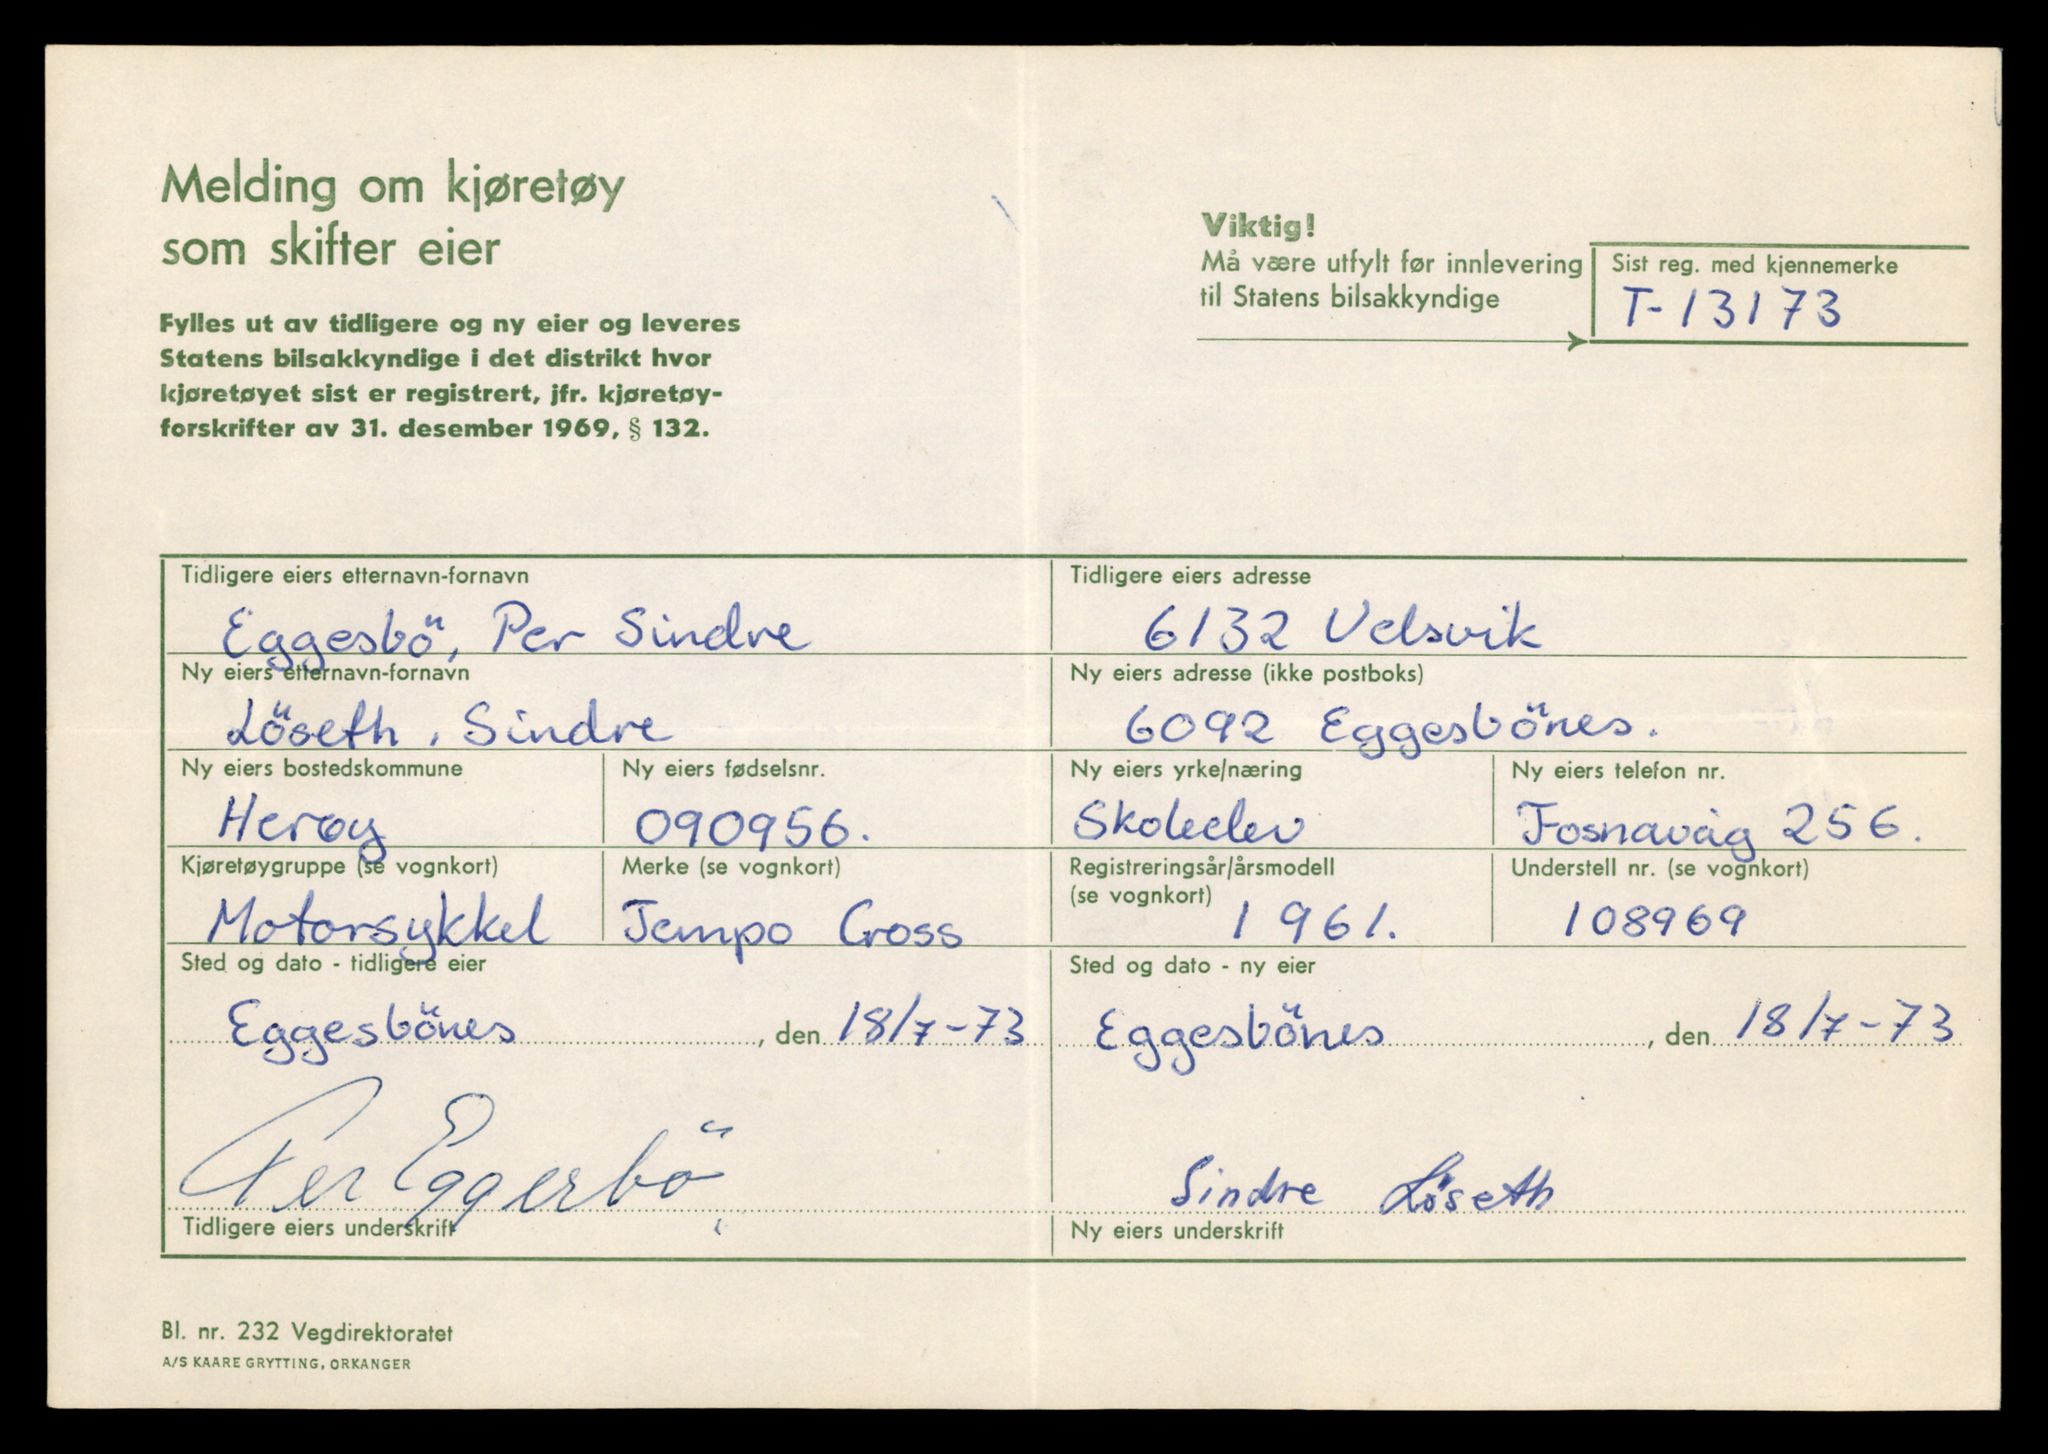 Melding om kjøretøy
som skifter eier
Fylles ut av tidligere og ny eier og leveres
Statens bilsakkyndige i det distrikt hvor
kjøretøyet sist er registrert, jfr. kjøretøy-
forskrifter av 31. desember 1969, § 132.
Viktig!
Må være utfylt før innlevering
til Statens bilsakkyndige
Sist reg. med kjennemerke
T-13173
Tidligere eiers etternavn-fornavn
Eggesbö, Per Sindre
Tidligere eiers adresse
6132 Velsvik
Ny eiers etternavn-fornavn
Löseth, Sindre
Ny eiers adresse (ikke postboks)
6092 Eggesbönes.
Ny eiers bostedskommune
Herøy
Ny eiers fødselsnr.
090956.
Ny eiers yrke/næring
Skoleelev
Ny eiers telefon nr.
Fosnavåg 256.
Kjøretøygruppe (se vognkort)
Motorsykkel
Merke (se vognkort)
Tempo Cross
Registreringsår/årsmodell
(se vognkort)
1961.
Understell nr. (se vognkort)
108969
Sted og dato - tidligere eier
Eggesbönes, den 18/7-73
Sted og dato - ny eier
Eggesbönes, den 18/7-73
Per Eggesbö
Tidligere eiers underskrift
Sindre Löseth
Ny eiers underskrift
Bl. nr. 232 Vegdirektoratet
A/S KAARE GRYTTING, ORKANGER